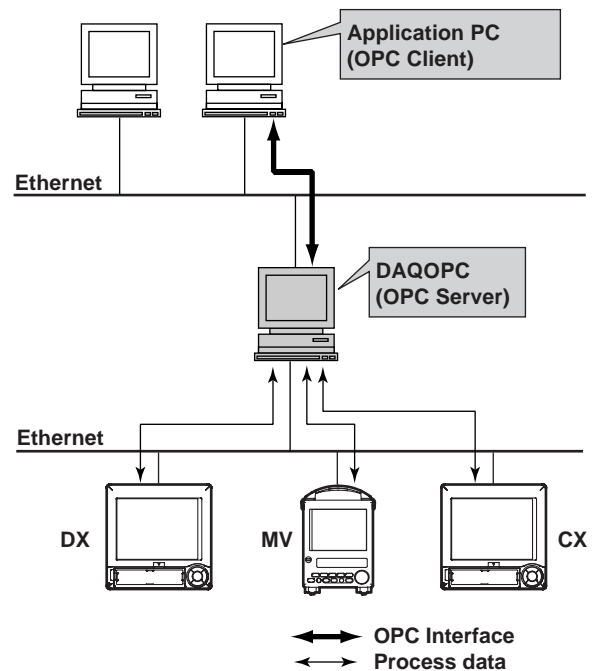 Application PC
(OPC Client)
Ethernet
DAQOPC
(OPC Server)
Ethernet
DX
MV
CX
OPC Interface
Process data